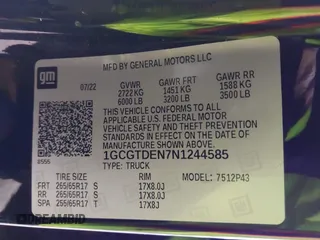 gm
MFD BY GENERAL MOTORS LLC
07/22 GVWR GAWR FRT GAWR RR
2722 KG 1451 KG 1588 KG
6000 LB 3200 LB 3500 LB
THIS VEHICLE CONFORMS TO ALL
APPLICABLE U.S. FEDERAL MOTOR
VEHICLE SAFETY STANDARDS IN
EFFECT ON THE DATE OF
MANUFACTURE SHOWN ABOVE.
1GCGTDEN7N1244585
TYPE: TRUCK
TIRE SIZE RIM MODEL: 7512P43
FRT 265/65R17 S 17X8.0J
RR 265/65R17 S 17X8.0J
SPA 265/65R17 T 17X8J